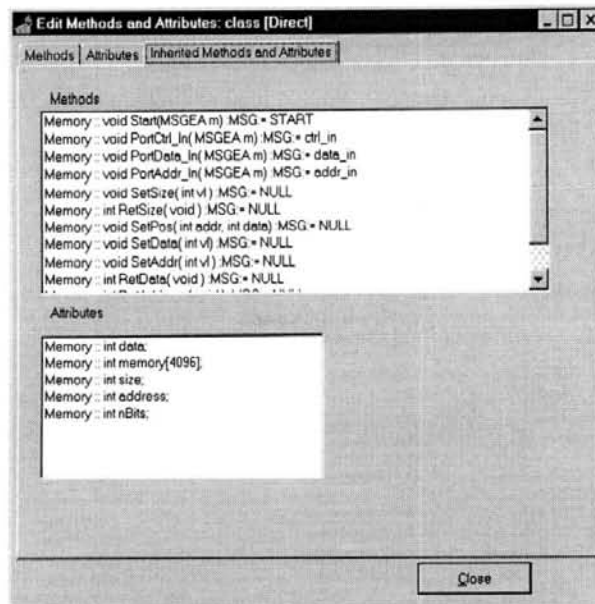 Edit Methods and Attributes: class [Direct]
Methods Attributes Inherited Methods and Attributes
Methods
Memory :: void Start(MSGEA m) :MSG:* START
Memory :: void PortCtrl_In( MSGEA m) :MSG:* ctrl_in
Memory :: void PortData_In( MSGEA m) :MSG:* data_in
Memory :: void PortAddr_In( MSGEA m) :MSG:* addr_in
Memory :: void SetSize( int vl ) :MSG:* NULL
Memory :: int RetSize( void ) :MSG:* NULL
Memory :: void SetPos( int addr, int data) :MSG:* NULL
Memory :: void SetData( int vl) :MSG:* NULL
Memory :: void SetAddr( int vl ) :MSG:* NULL
Memory :: int RetData( void ) :MSG:* NULL
Attributes
Memory :: int data;
Memory :: int memory[4096];
Memory :: int size;
Memory :: int address;
Memory :: int nBits;
Close